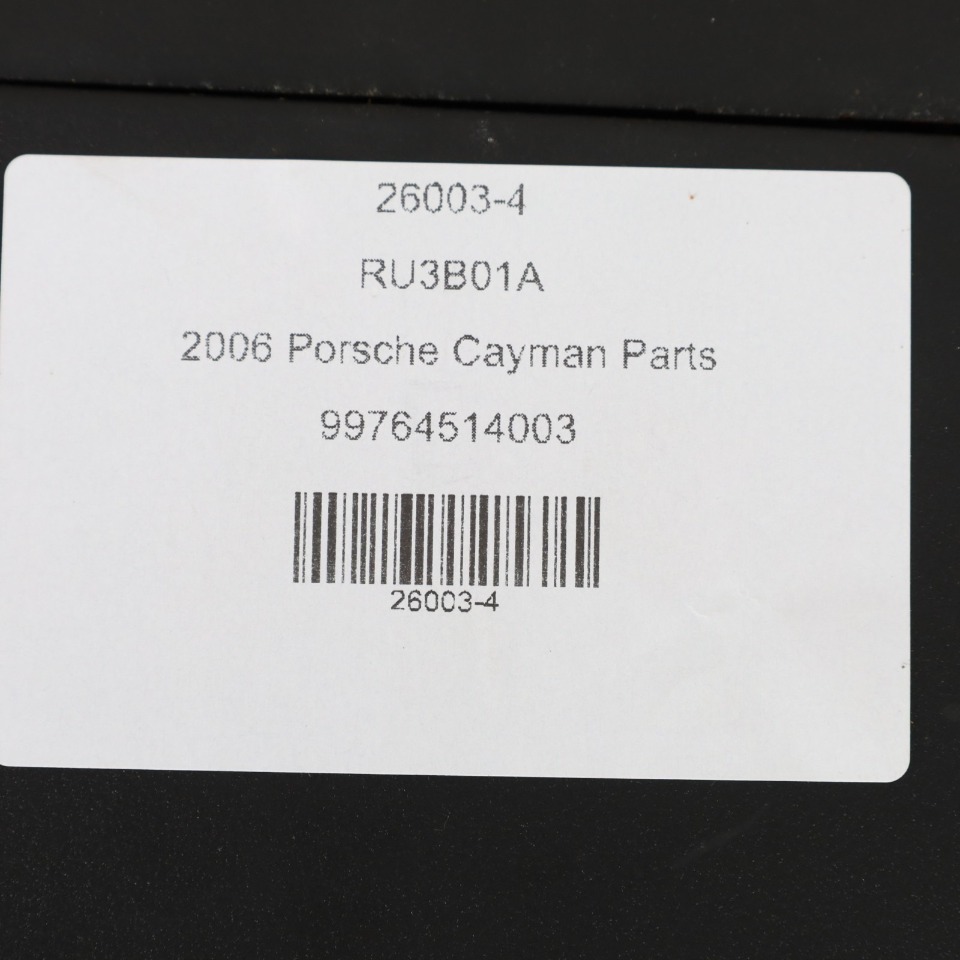 26003-4
RU3B01A
2006 Porsche Cayman Parts
99764514003
26003-4